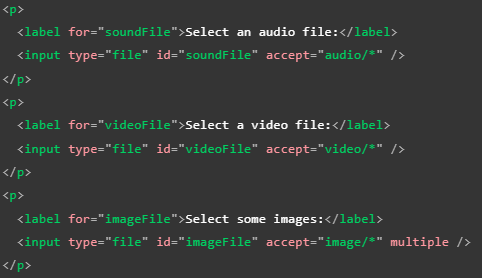 <p>
<label for="soundFile">Select an audio file:</label>
<input type="file" id="soundFile" accept="audio/*" />
</p>
<p>
<label for="videoFile">Select a video file:</label>
<input type="file" id="videoFile" accept="video/*" />
</p>
<p>
<label for="imageFile">Select some images:</label>
<input type="file" id="imageFile" accept="image/*" multiple />
</p>